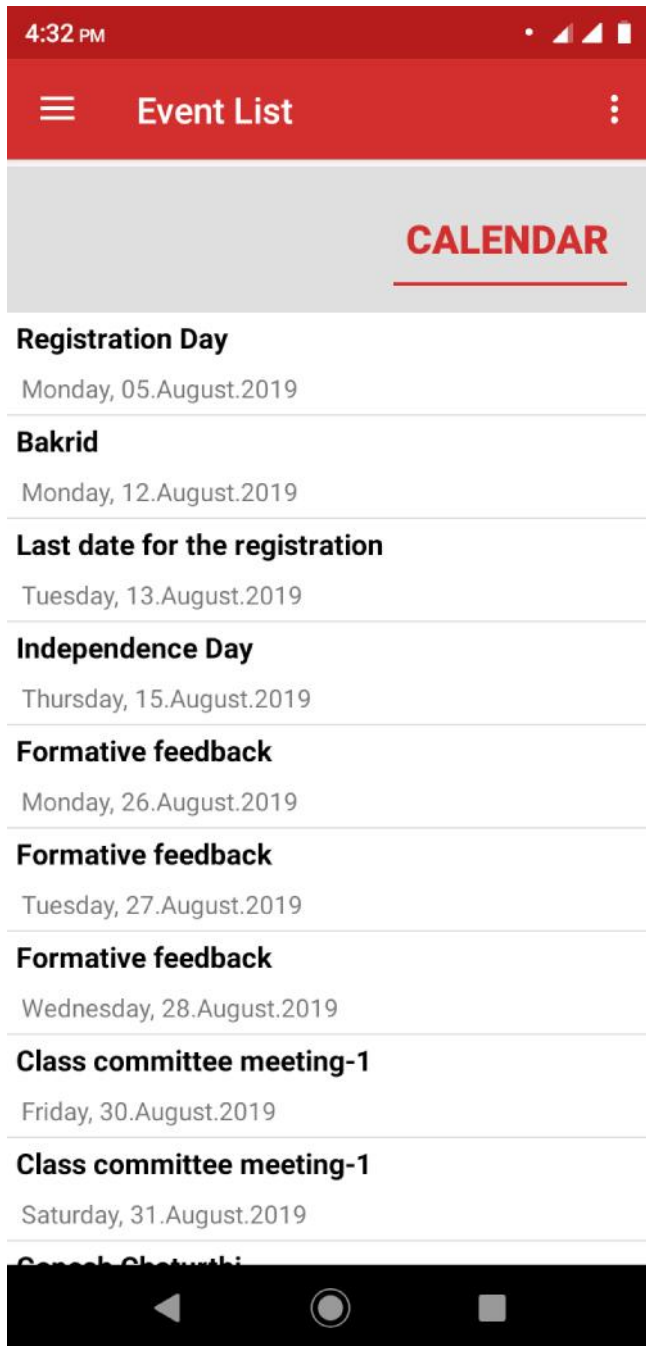 4:32 PM
Event List
CALENDAR
Registration Day
Monday, 05.August.2019
Bakrid
Monday, 12.August.2019
Last date for the registration
Tuesday, 13.August.2019
Independence Day
Thursday, 15.August.2019
Formative feedback
Monday, 26.August.2019
Formative feedback
Tuesday, 27.August.2019
Formative feedback
Wednesday, 28.August.2019
Class committee meeting-1
Friday, 30.August.2019
Class committee meeting-1
Saturday, 31.August.2019